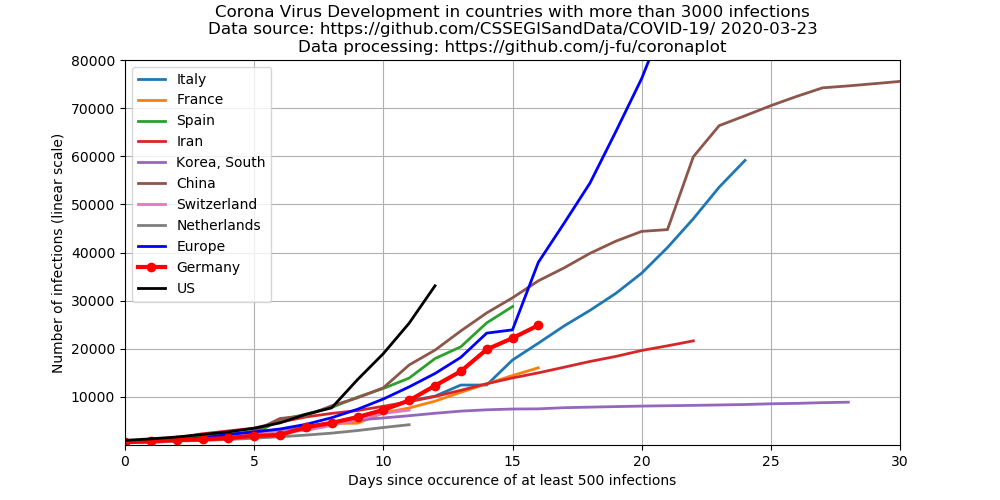 Corona Virus Development in countries with more than 3000 infections
Data source: https://github.com/CSSEGISandData/COVID-19/ 2020-03-23
Data processing: https://github.com/j-fu/coronaplot
80000
70000
60000
50000
40000
30000
20000
10000
Number of infections (linear scale)
Italy
France
Spain
Iran
Korea, South
China
Switzerland
Netherlands
Europe
Germany
US
0
5
10
15
20
25
30
Days since occurence of at least 500 infections